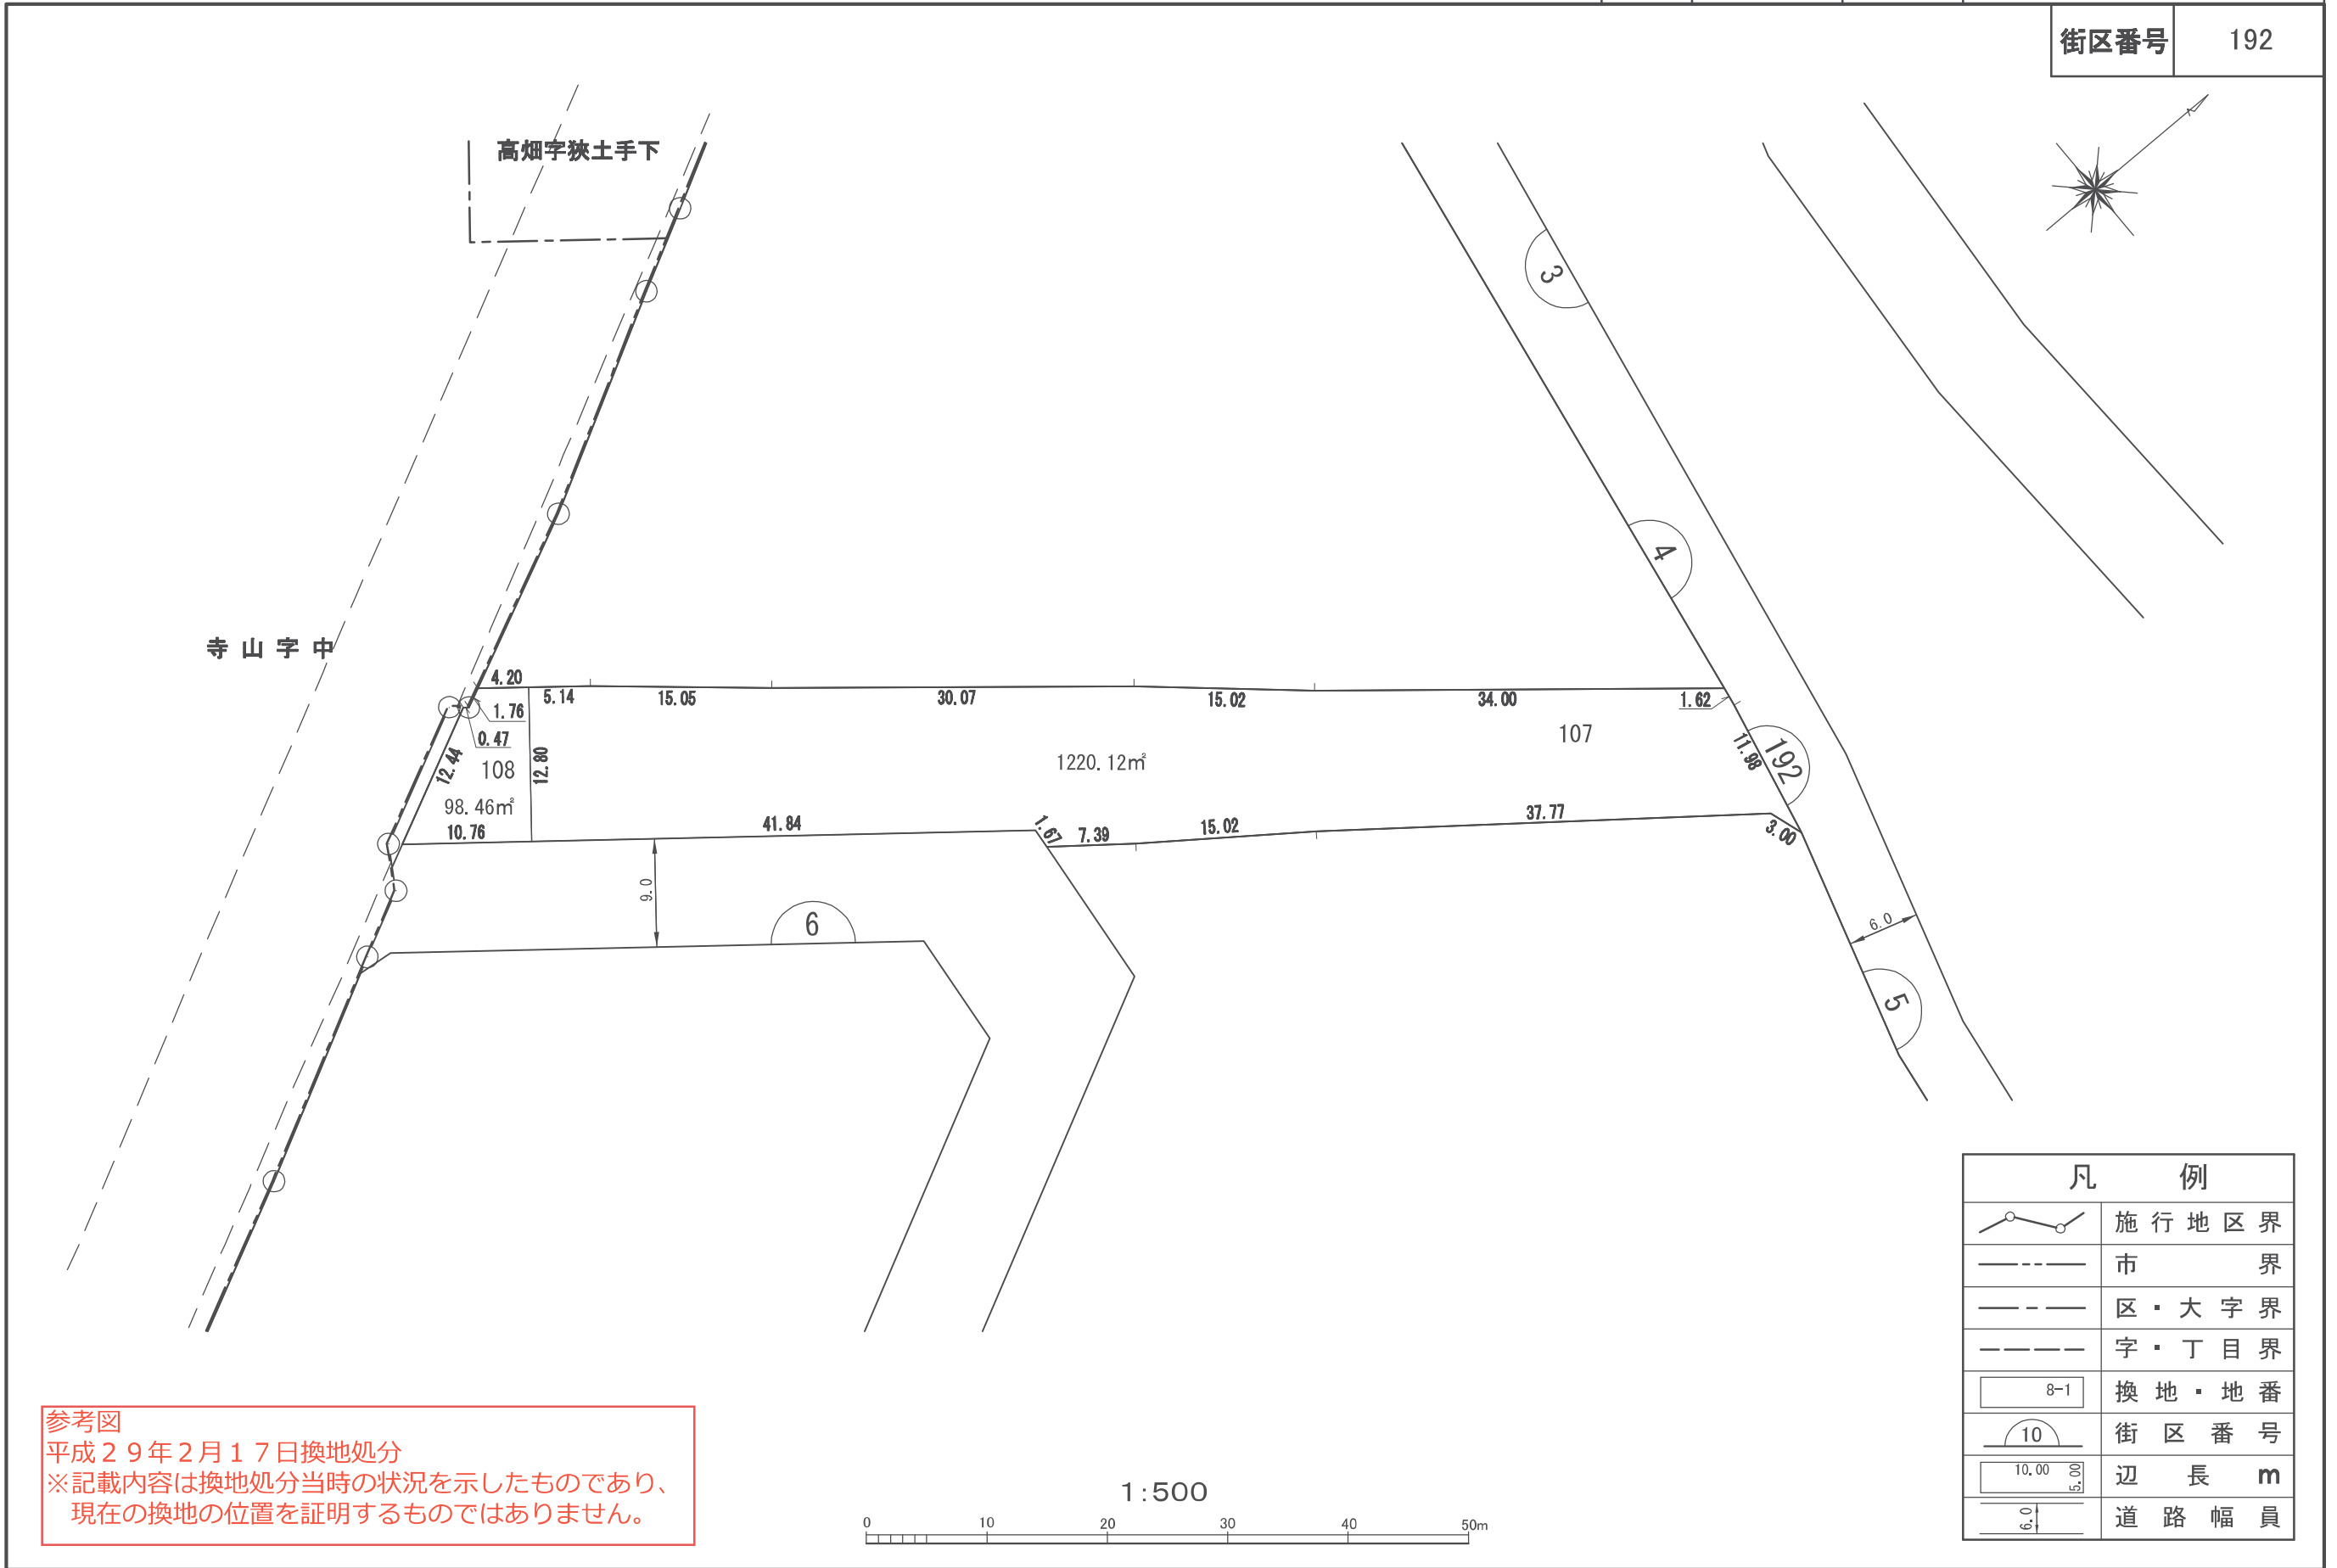 街区番号 192
高畑字狹土手下
寺山字中
3
4
4.20
5.14
15.05
30.07
15.02
34.00
1.62
1.76
0.47
12.44
108
12.80
98.46㎡
10.76
1220.12㎡
107
11.98
192
41.84
1.67
7.39
15.02
37.77
3.00
9.0
6
6.0
5
凡例
施行地区界
市界
区・大字界
字・丁目界
8-1 換地・地番
10 街区番号
10.00 5.00 辺長 m
6.0 道路幅員
参考図
平成29年2月17日換地処分
※記載内容は換地処分当時の状況を示したものであり、
現在の換地の位置を証明するものではありません。
1:500
0 10 20 30 40 50m